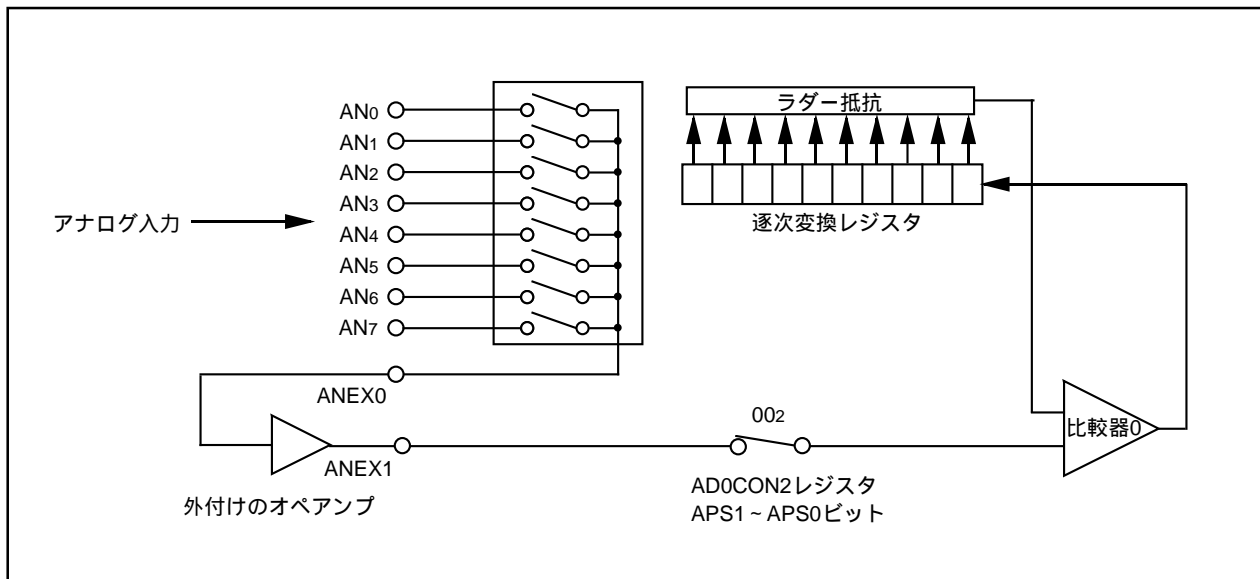 アナログ入力
AN0
AN1
AN2
AN3
AN4
AN5
AN6
AN7
ANEX0
ANEX1
外付けのオペアンプ
ラダー抵抗
逐次変換レジスタ
002
AD0CON2レジスタ
APS1 ~ APS0ビット
比較器0